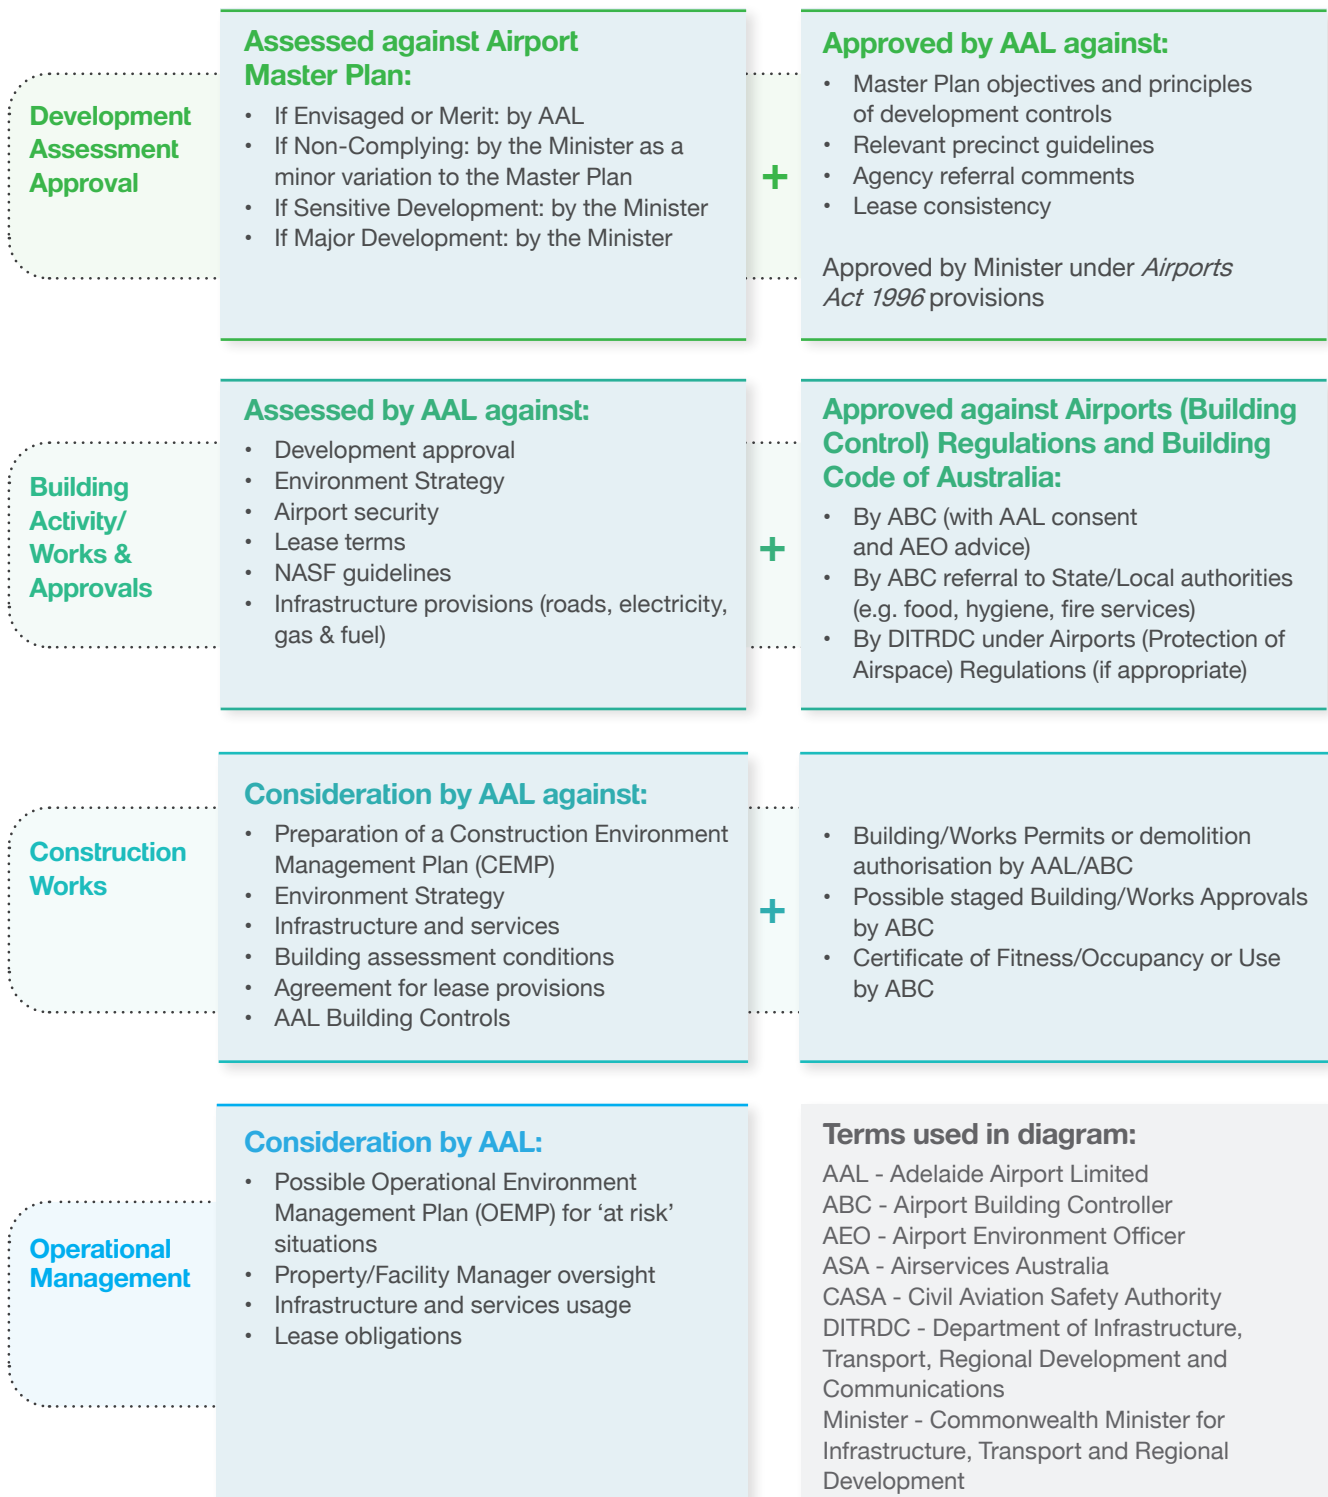 Development
Assessment
Approval
Assessed against Airport
Master Plan:
• If Envisaged or Merit: by AAL
• If Non-Complying: by the Minister as a
minor variation to the Master Plan
• If Sensitive Development: by the Minister
• If Major Development: by the Minister
+
Approved by AAL against:
• Master Plan objectives and principles
of development controls
• Relevant precinct guidelines
• Agency referral comments
• Lease consistency
Approved by Minister under Airports
Act 1996 provisions
Building
Activity/
Works &
Approvals
Assessed by AAL against:
• Development approval
• Environment Strategy
• Airport security
• Lease terms
• NASF guidelines
• Infrastructure provisions (roads, electricity,
gas & fuel)
+
Approved against Airports (Building
Control) Regulations and Building
Code of Australia:
• By ABC (with AAL consent
and AEO advice)
• By ABC referral to State/Local authorities
(e.g. food, hygiene, fire services)
• By DITRDC under Airports (Protection of
Airspace) Regulations (if appropriate)
Construction
Works
Consideration by AAL against:
• Preparation of a Construction Environment
Management Plan (CEMP)
• Environment Strategy
• Infrastructure and services
• Building assessment conditions
• Agreement for lease provisions
• AAL Building Controls
+
• Building/Works Permits or demolition
authorisation by AAL/ABC
• Possible staged Building/Works Approvals
by ABC
• Certificate of Fitness/Occupancy or Use
by ABC
Operational
Management
Consideration by AAL:
• Possible Operational Environment
Management Plan (OEMP) for ‘at risk’
situations
• Property/Facility Manager oversight
• Infrastructure and services usage
• Lease obligations
Terms used in diagram:
AAL - Adelaide Airport Limited
ABC - Airport Building Controller
AEO - Airport Environment Officer
ASA - Airservices Australia
CASA - Civil Aviation Safety Authority
DITRDC - Department of Infrastructure,
Transport, Regional Development and
Communications
Minister - Commonwealth Minister for
Infrastructure, Transport and Regional
Development